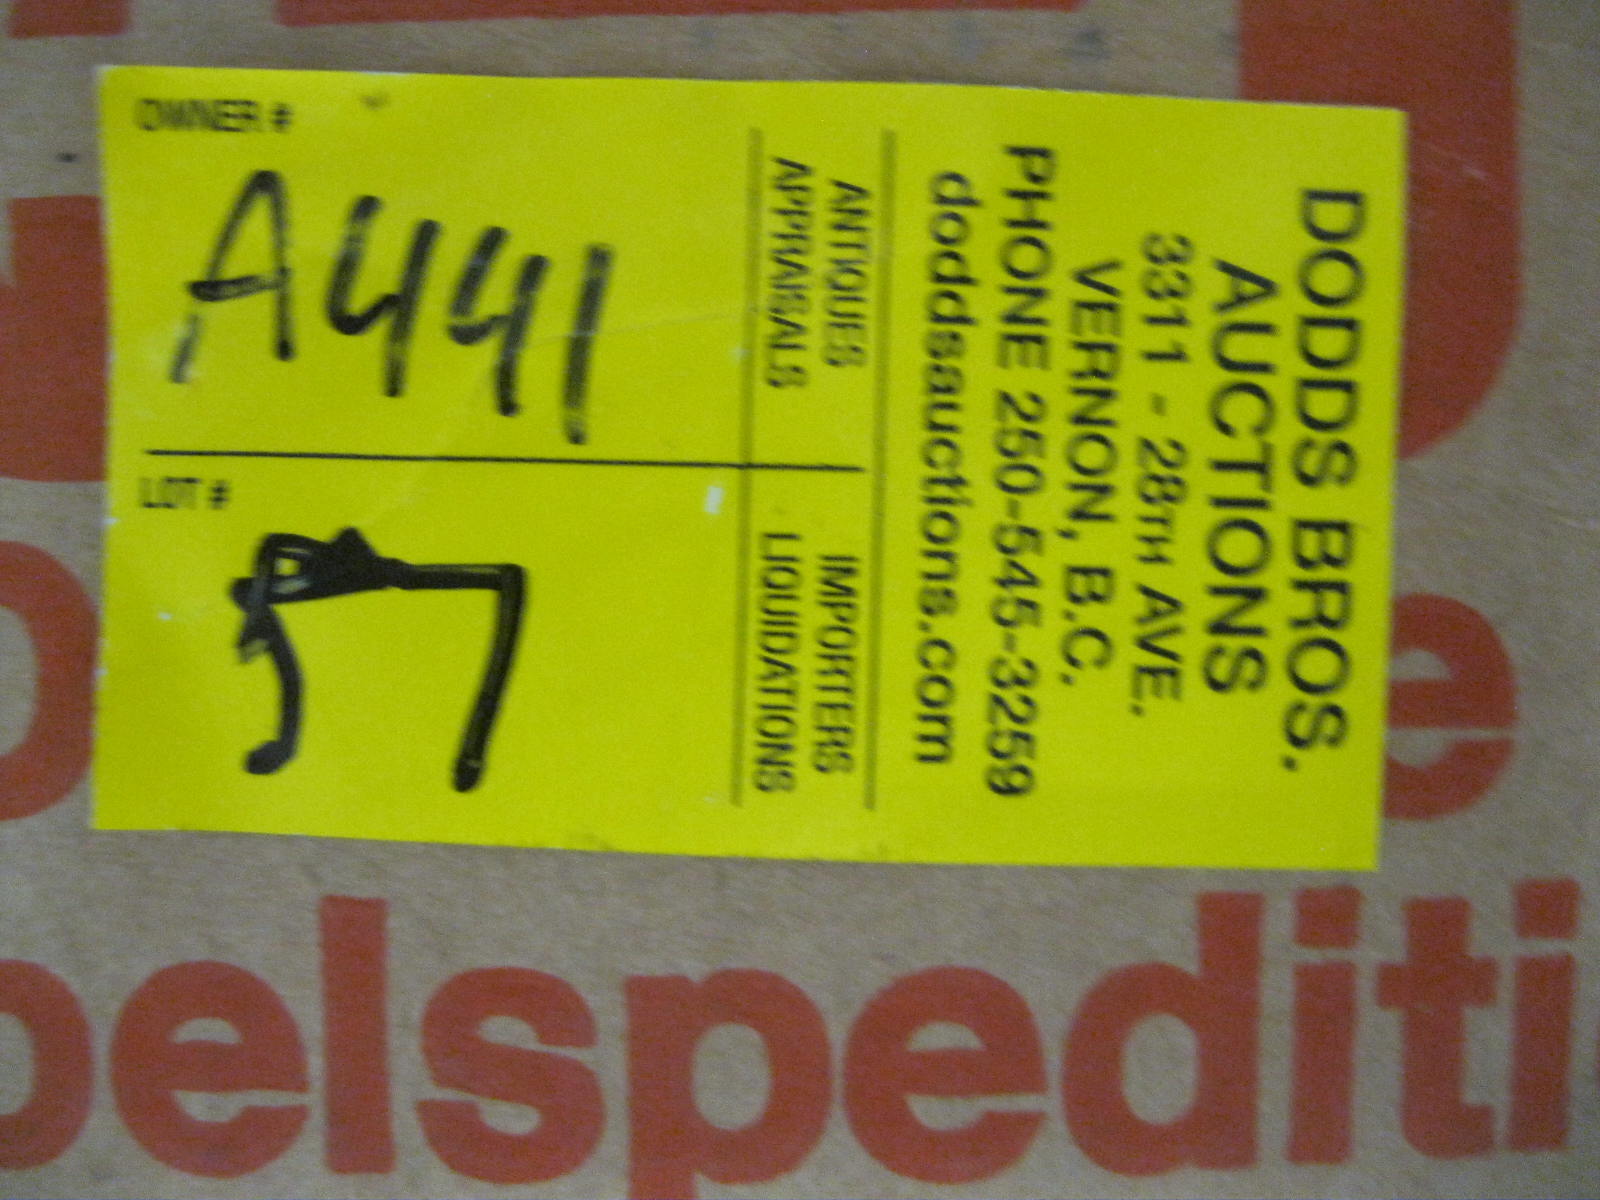 DODDS BROS.
AUCTIONS
3311 - 28TH AVE.
VERNON, B.C.
PHONE 250-545-3259
doddsauctions.com
ANTIQUES
APPRAISALS
IMPORTERS
LIQUIDATIONS
OWNER #
A441
LOT #
57
e
belspediti